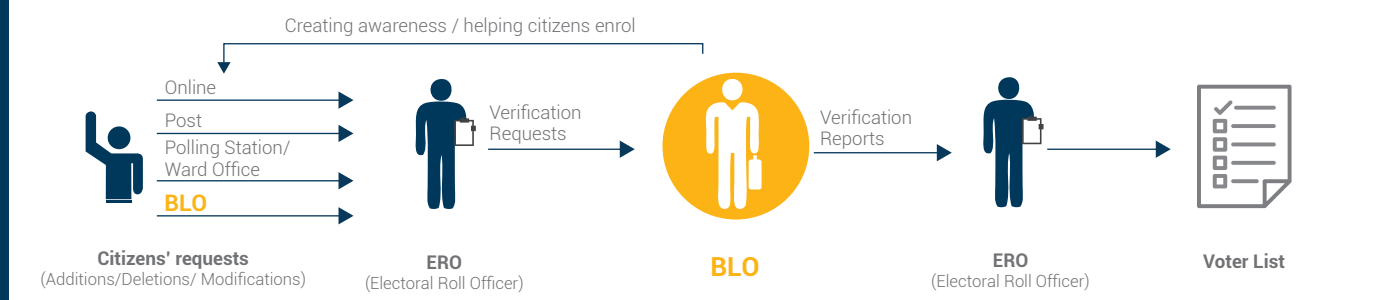 Creating awareness / helping citizens enrol
Online
Post
Polling Station/
Ward Office
BLO
Verification
Requests
Verification
Reports
Citizens' requests
(Additions/Deletions/ Modifications)
ERO
(Electoral Roll Officer)
BLO
ERO
(Electoral Roll Officer)
Voter List